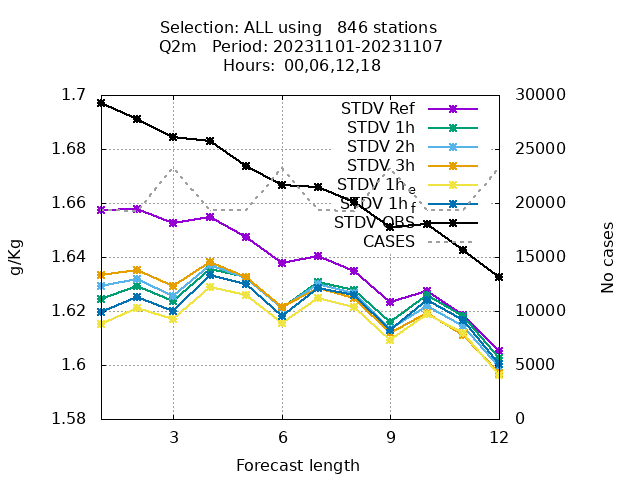 Selection: ALL using   846 stations
Q2m   Period: 20231101-20231107
Hours:  00,06,12,18
1.7
1.68
1.66
1.64
1.62
1.6
1.58
30000
25000
20000
15000
10000
5000
0
STDV Ref
STDV 1h
STDV 2h
STDV 3h
STDV 1h_e
STDV 1h_f
STDV OBS
CASES
g/Kg
No cases
3 6 9 12
Forecast length